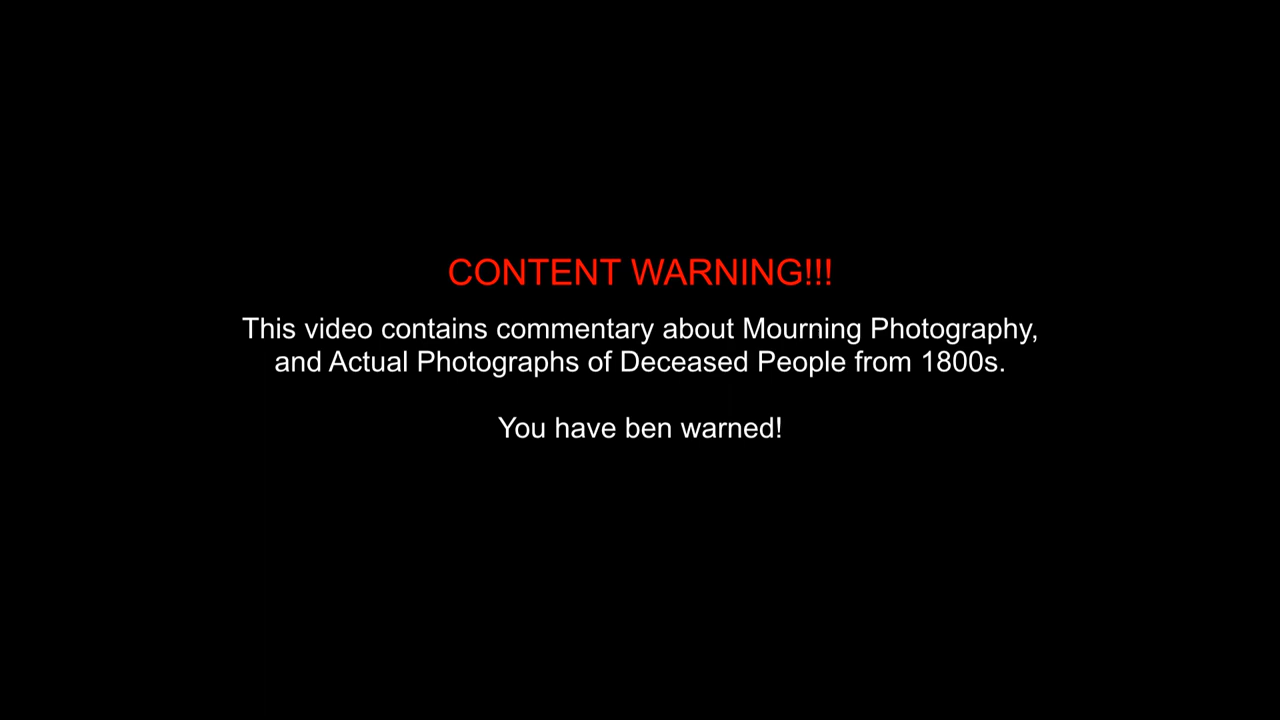 CONTENT WARNING!!!
This video contains commentary about Mourning Photography,
and Actual Photographs of Deceased People from 1800s.
You have ben warned!